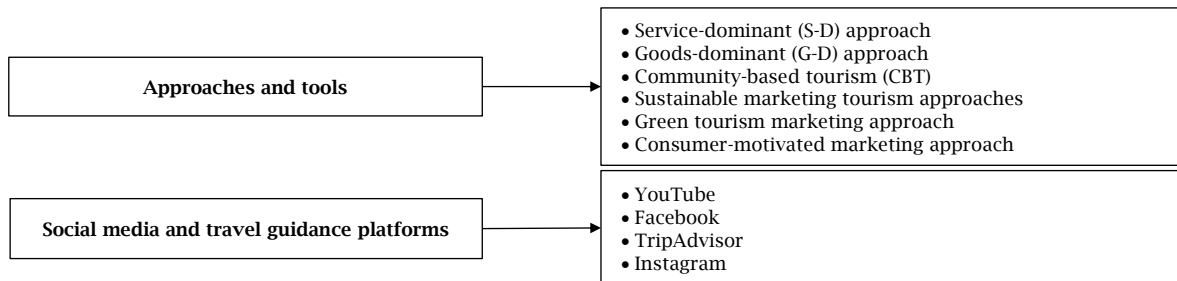 Approaches and tools
• Service-dominant (S-D) approach
• Goods-dominant (G-D) approach
• Community-based tourism (CBT)
• Sustainable marketing tourism approaches
• Green tourism marketing approach
• Consumer-motivated marketing approach
Social media and travel guidance platforms
• YouTube
• Facebook
• TripAdvisor
• Instagram